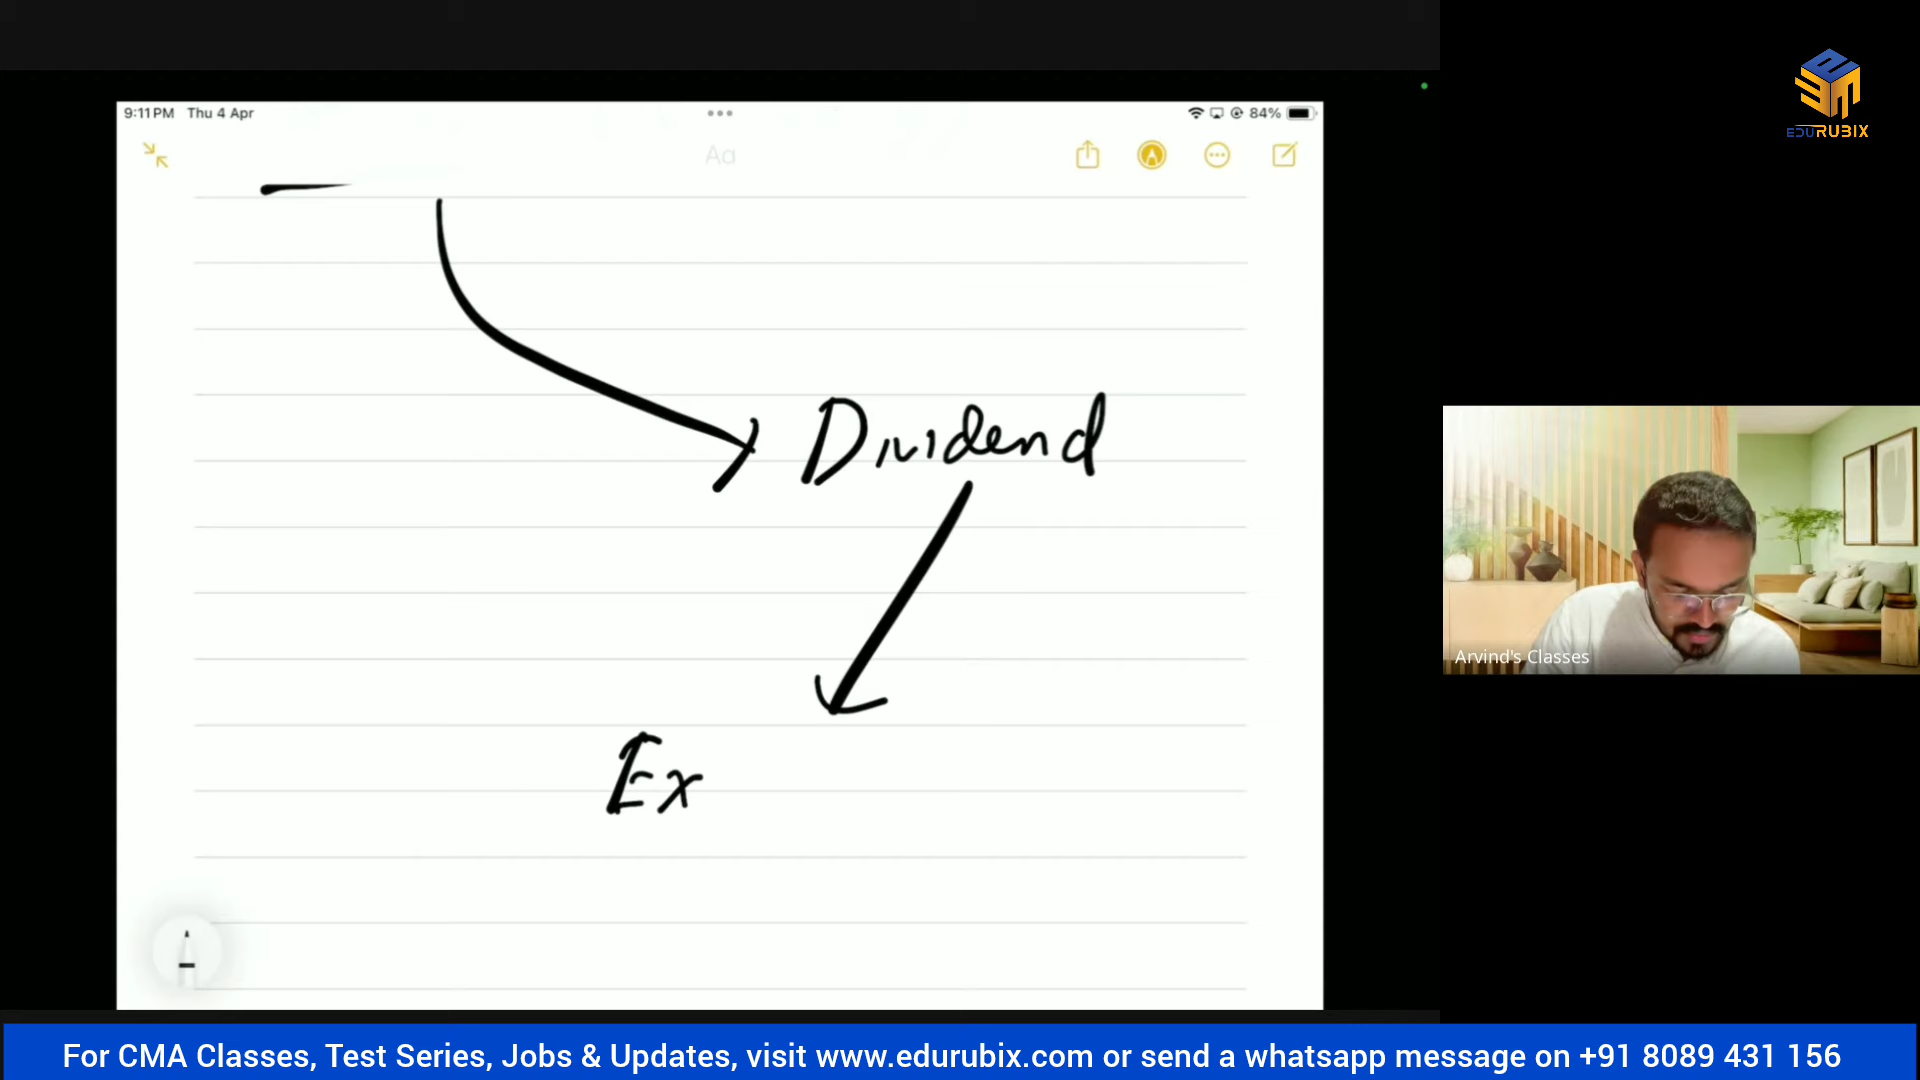 9:11 PM Thu 4 Apr
84%
Aa
EDURUBIX
Dividend
Ex
Arvind's Classes
For CMA Classes, Test Series, Jobs & Updates, visit www.edurubix.com or send a whatsapp message on +91 8089 431 156